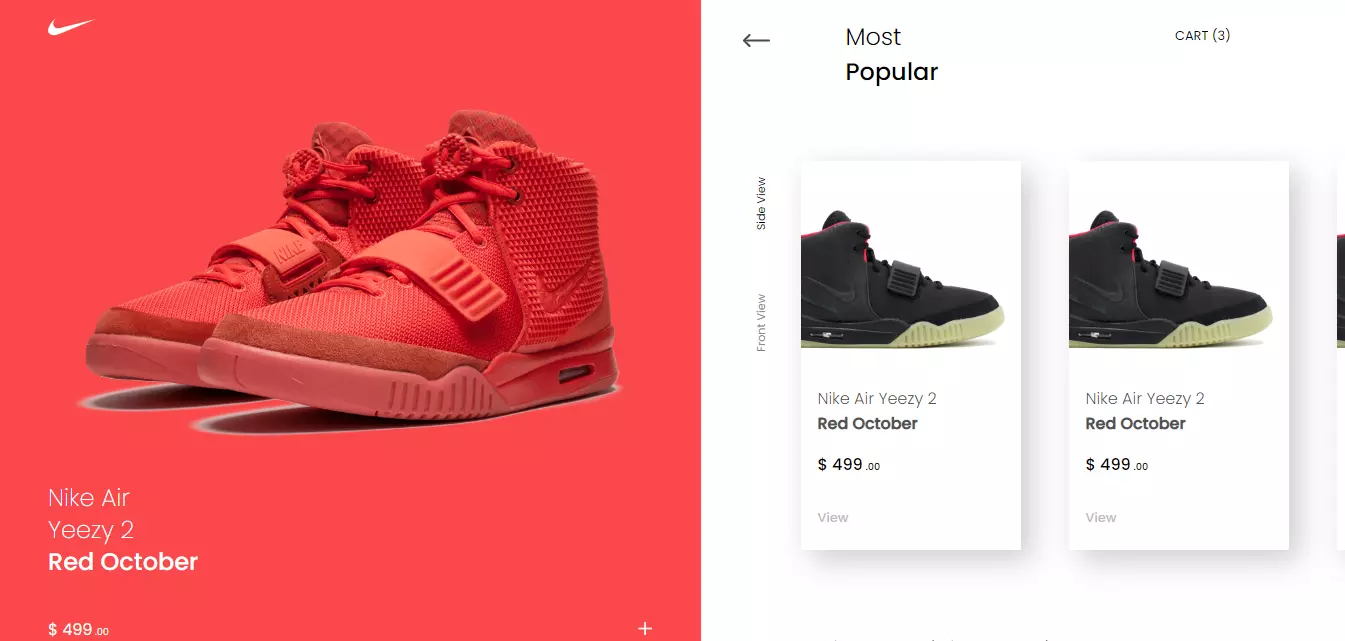 NIKE
Nike Air
Yeezy 2
Red October
$ 499.00
+
Most
Popular
CART (3)
Side View
Front View
Nike Air Yeezy 2
Red October
$ 499.00
View
Nike Air Yeezy 2
Red October
$ 499.00
View